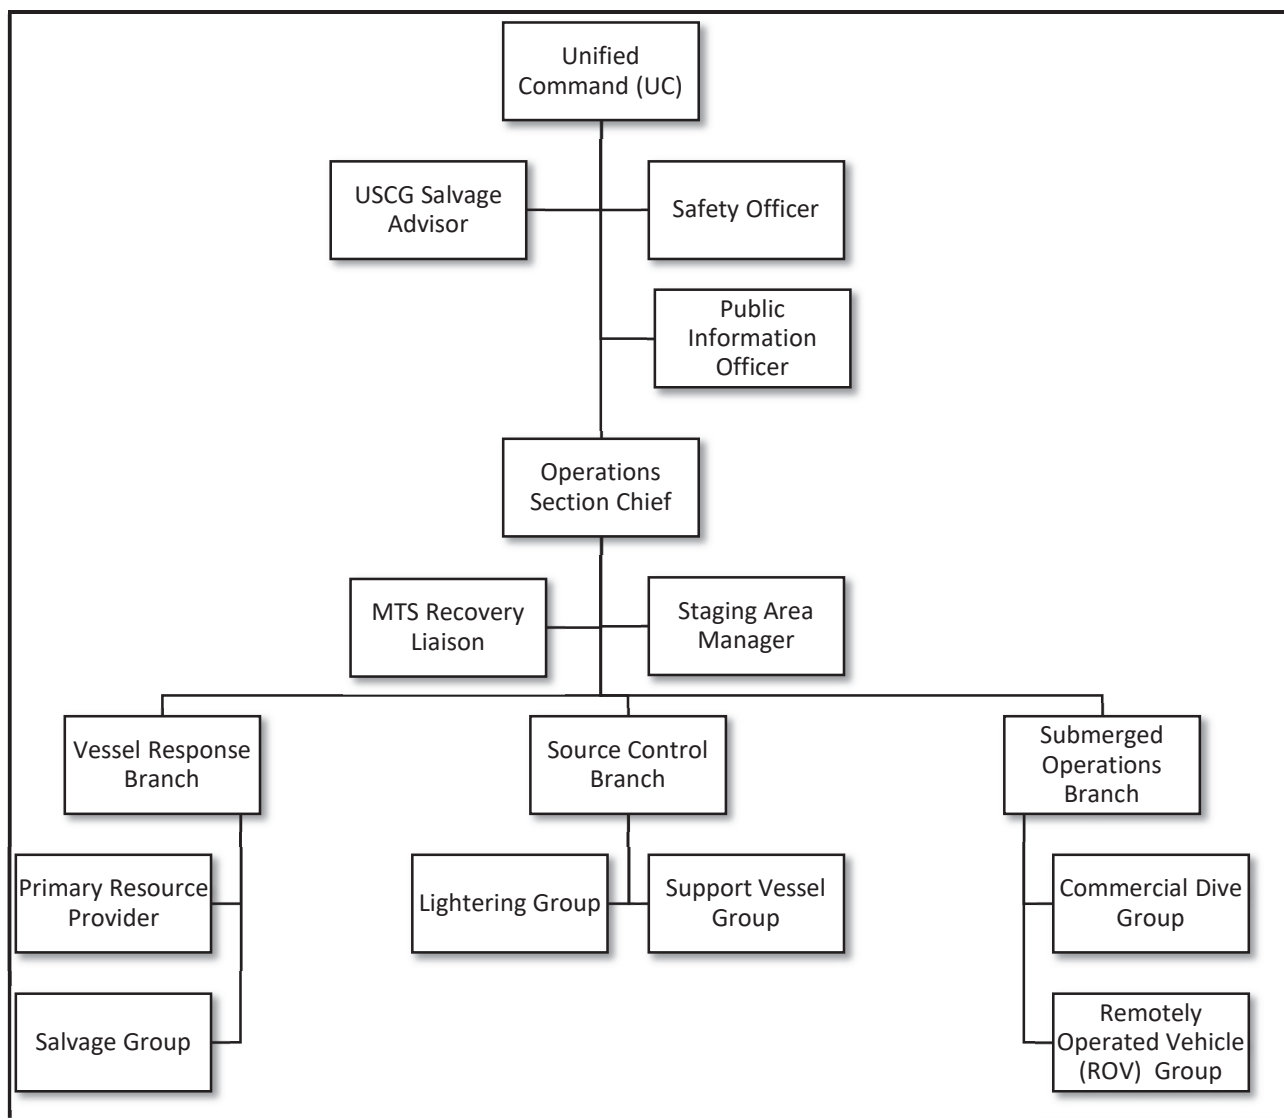 Unified
Command (UC)
USCG Salvage
Advisor
Safety Officer
Public
Information
Officer
Operations
Section Chief
MTS Recovery
Liaison
Staging Area
Manager
Vessel Response
Branch
Source Control
Branch
Submerged
Operations
Branch
Primary Resource
Provider
Lightering Group
Support Vessel
Group
Commercial Dive
Group
Salvage Group
Remotely
Operated Vehicle
(ROV)  Group